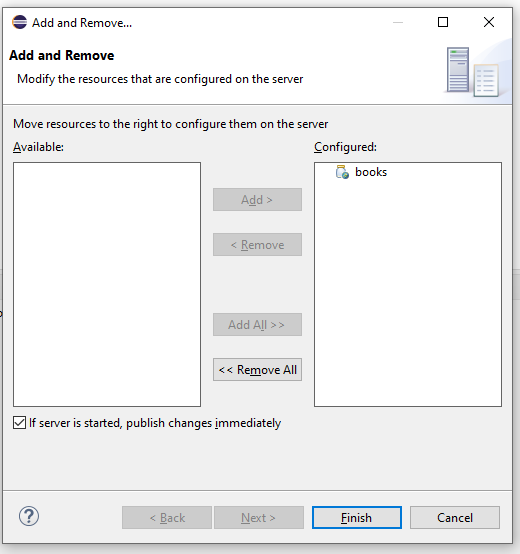 Add and Remove...
Add and Remove
Modify the resources that are configured on the server
Move resources to the right to configure them on the server
Available:
Configured:
books
Add >
< Remove
Add All >>
<< Remove All
If server is started, publish changes immediately
?
< Back
Next >
Finish
Cancel